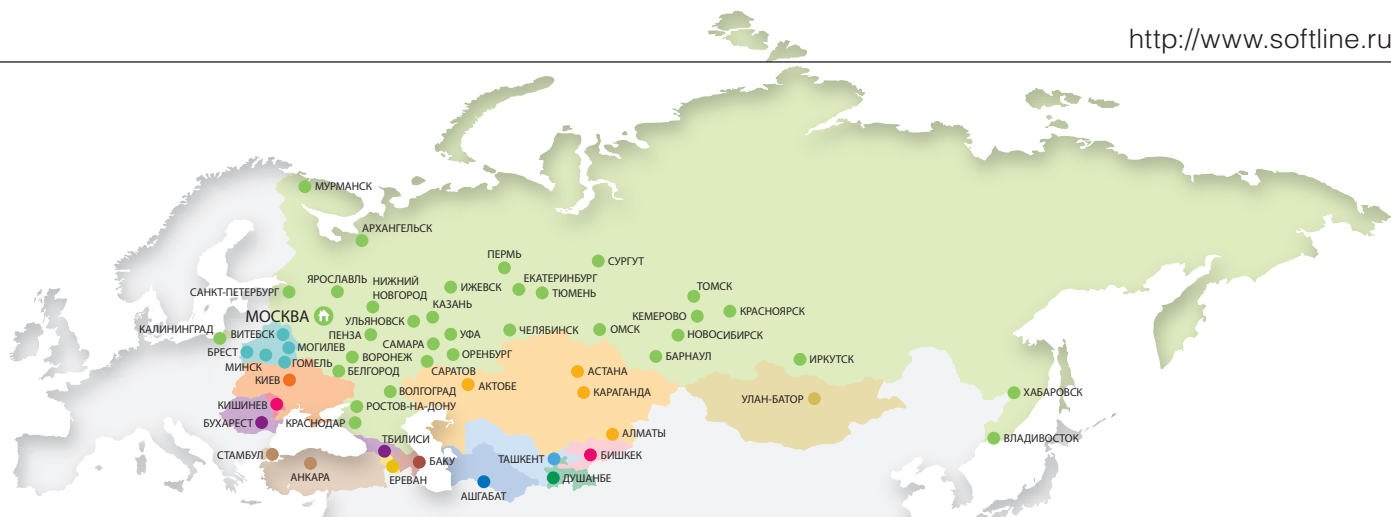 http://www.softline.ru
МУРМАНСК
АРХАНГЕЛЬСК
ПЕРМЬ
СУРГУТ
ЯРОСЛАВЛЬ
НИЖНИЙ
НОВГОРОД
ИЖЕВСК
ЕКАТЕРИНБУРГ
ТЮМЕНЬ
ТОМСК
САНКТ-ПЕТЕРБУРГ
КАЗАНЬ
МОСКВА
УЛЬЯНОВСК
КЕМЕРОВО
КРАСНОЯРСК
КАЛИНИНГРАД
ВИТЕБСК
ПЕНЗА
УФА
ЧЕЛЯБИНСК
ОМСК
НОВОСИБИРСК
МОГИЛЕВ
САМАРА
БРЕСТ
ВОРОНЕЖ
ОРЕНБУРГ
БАРНАУЛ
ИРКУТСК
МИНСК
ГОМЕЛЬ
БЕЛГОРОД
САРАТОВ
АСТАНА
КИЕВ
АКТОБЕ
ВОЛГОГРАД
КАРАГАНДА
УЛАН-БАТОР
ХАБАРОВСК
КИШИНЕВ
РОСТОВ-НА-ДОНУ
БУХАРЕСТ
КРАСНОДАР
АЛМАТЫ
ВЛАДИВОСТОК
ТБИЛИСИ
СТАМБУЛ
БАКУ
ТАШКЕНТ
БИШКЕК
АНКАРА
ЕРЕВАН
ДУШАНБЕ
АШГАБАТ